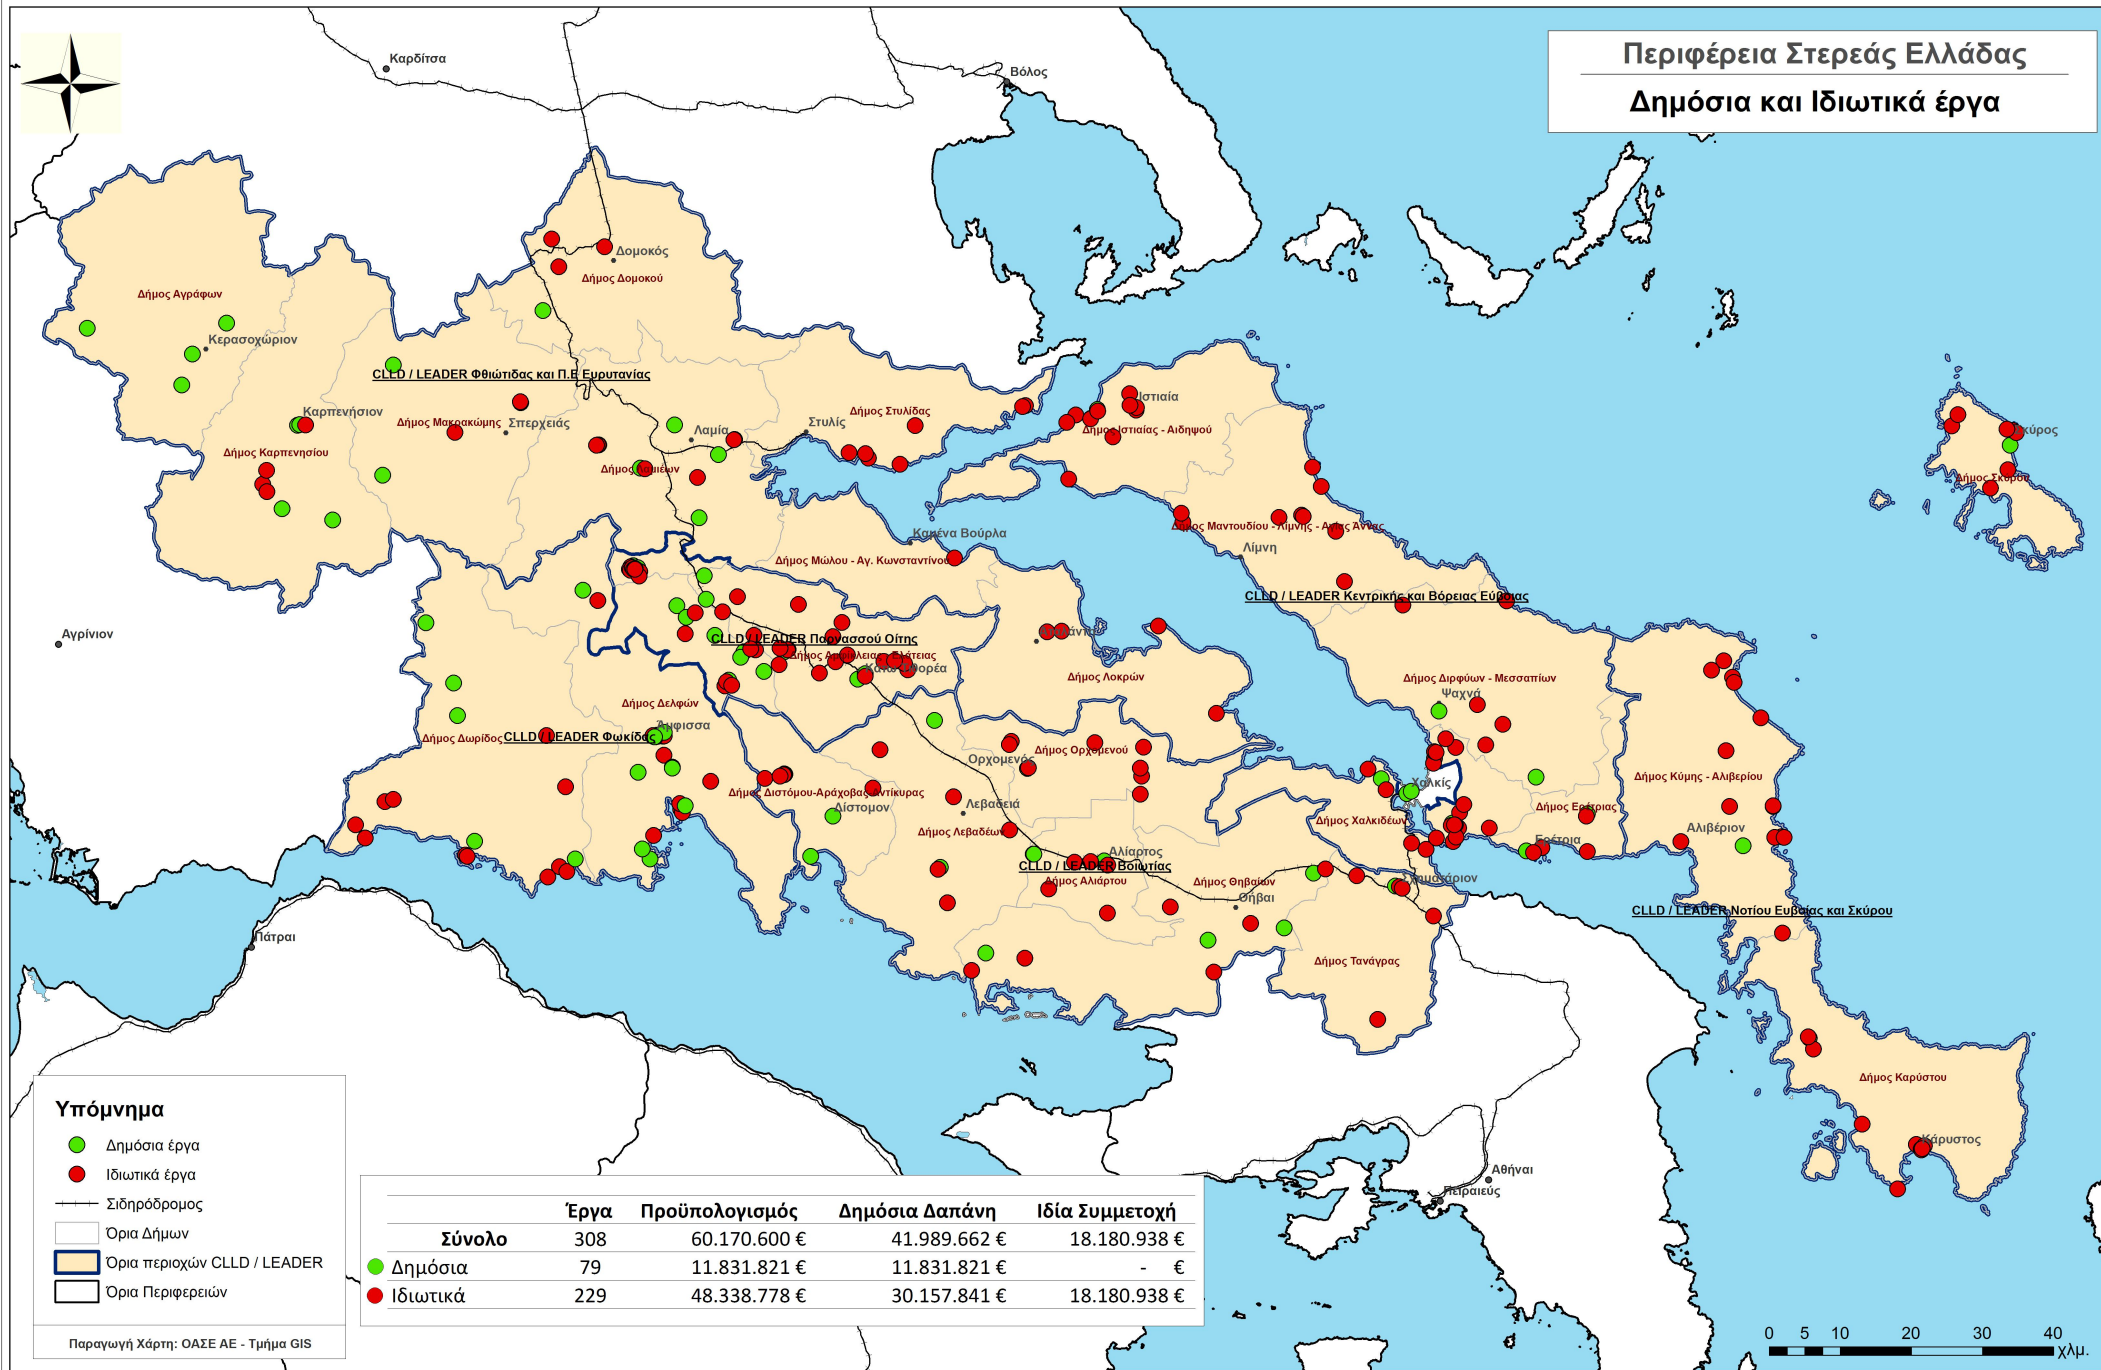 Περιφέρεια Στερεάς Ελλάδας
Δημόσια και Ιδιωτικά έργα
Καρδίτσα
Βόλος
Δομοκός
Δήμος Δομοκού
Δήμος Αγράφων
Κερασοχώριον
CLLD / LEADER Φθιώτιδας και Π.Ε Ευρυτανίας
Καρπενήσιον
Δήμος Μακρακώμης
Σπερχειάς
Δήμος Καρπενησίου
Λαμία
Στυλίς
Δήμος Στυλίδας
Δήμος Λαμιέων
Ιστιαία
Δήμος Ιστιαίας - Αιδηψού
Σκύρος
Δήμος Σκύρου
Καμένα Βούρλα
Δήμος Μώλου - Αγ. Κωνσταντίνου
Δήμος Μαντουδίου - Λίμνης - Αγίας Άννας
Λίμνη
CLLD / LEADER Κεντρικής και Βόρειας Εύβοιας
Αγρίνιον
CLLD / LEADER Παρνασσού Οίτης
Δήμος Αμφίκλειας - Ελάτειας
Δήμος Λοκρών
Δήμος Διρφύων - Μεσσαπίων
Ψαχνά
Δήμος Δελφών
Άμφισσα
Δήμος Δωρίδος
CLLD / LEADER Φωκίδας
Ορχομενός
Δήμος Ορχομενού
Δήμος Κύμης - Αλιβερίου
Χαλκίς
Δήμος Διστόμου-Αράχοβας-Αντίκυρας
Δίστομον
Λεβαδειά
Δήμος Λεβαδέων
Δήμος Χαλκιδέων
Δήμος Ερέτριας
Ερέτρια
Αλιβέριον
Αλίαρτος
CLLD / LEADER Βοιωτίας
Δήμος Αλιάρτου
Δήμος Θηβαίων
Θήβαι
Σχηματάριον
CLLD / LEADER Νοτίου Ευβοίας και Σκύρου
Πάτραι
Δήμος Τανάγρας
Δήμος Καρύστου
Κάρυστος
Αθήναι
Πειραιεύς
Υπόμνημα
Δημόσια έργα
Ιδιωτικά έργα
Σιδηρόδρομος
Όρια Δήμων
Όρια περιοχών CLLD / LEADER
Όρια Περιφερειών
Παραγωγή Χάρτη: ΟΑΣΕ ΑΕ - Τμήμα GIS
Έργα Προϋπολογισμός Δημόσια Δαπάνη Ιδία Συμμετοχή
Σύνολο 308 60.170.600 € 41.989.662 € 18.180.938 €
Δημόσια 79 11.831.821 € 11.831.821 € - €
Ιδιωτικά 229 48.338.778 € 30.157.841 € 18.180.938 €
0 5 10 20 30 40
χλμ.